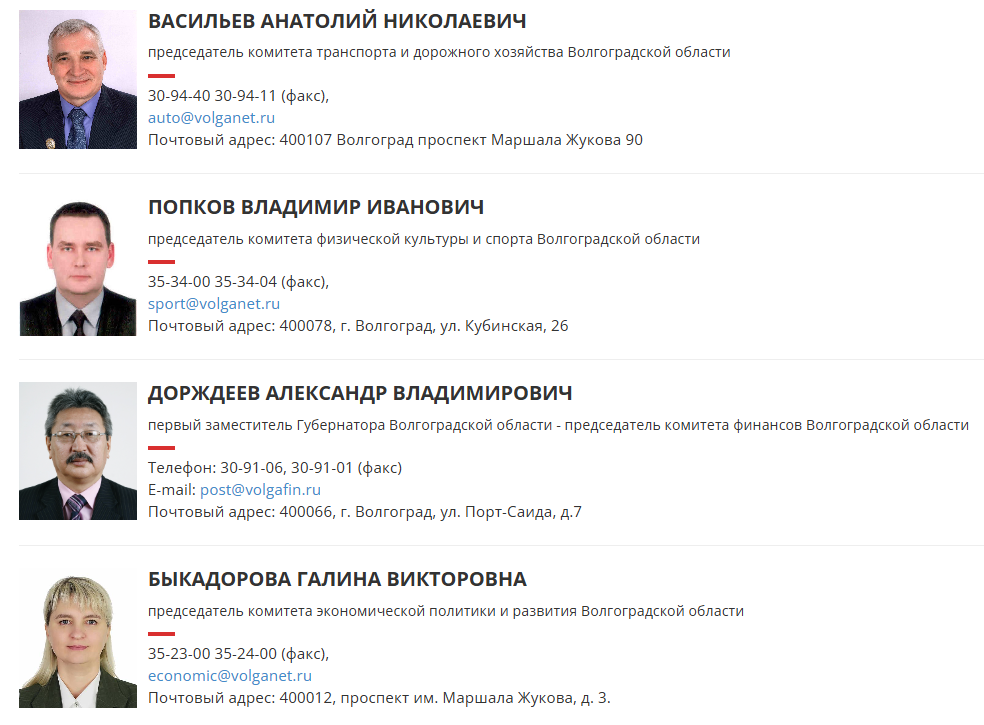 ВАСИЛЬЕВ АНАТОЛИЙ НИКОЛАЕВИЧ
председатель комитета транспорта и дорожного хозяйства Волгоградской области
30-94-40 30-94-11 (факс),
auto@volganet.ru
Почтовый адрес: 400107 Волгоград проспект Маршала Жукова 90
ПОПКОВ ВЛАДИМИР ИВАНОВИЧ
председатель комитета физической культуры и спорта Волгоградской области
35-34-00 35-34-04 (факс),
sport@volganet.ru
Почтовый адрес: 400078, г. Волгоград, ул. Кубинская, 26
ДОРЖДЕЕВ АЛЕКСАНДР ВЛАДИМИРОВИЧ
первый заместитель Губернатора Волгоградской области - председатель комитета финансов Волгоградской области
Телефон: 30-91-06, 30-91-01 (факс)
E-mail: post@volgafin.ru
Почтовый адрес: 400066, г. Волгоград, ул. Порт-Саида, д.7
БЫКАДОРОВА ГАЛИНА ВИКТОРОВНА
председатель комитета экономической политики и развития Волгоградской области
35-23-00 35-24-00 (факс),
economic@volganet.ru
Почтовый адрес: 400012, проспект им. Маршала Жукова, д. 3.